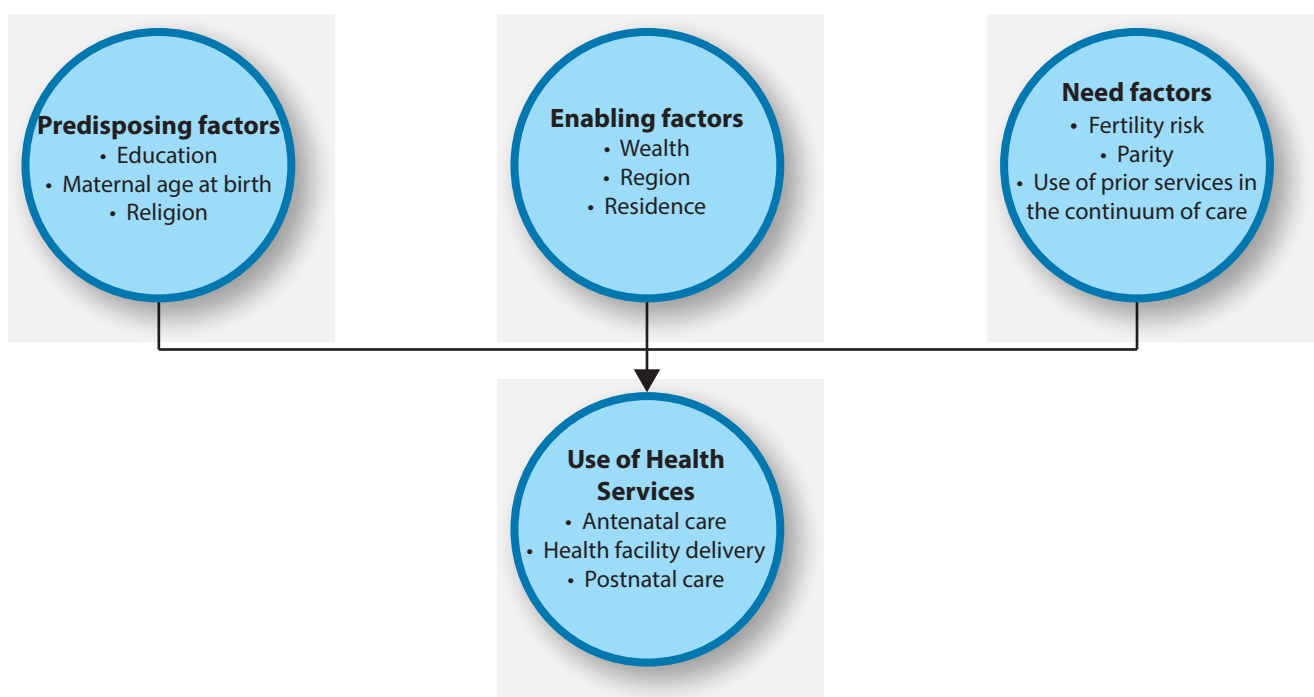 Predisposing factors
• Education
• Maternal age at birth
• Religion
Enabling factors
• Wealth
• Region
• Residence
Need factors
• Fertility risk
• Parity
• Use of prior services in
the continuum of care
Use of Health
Services
• Antenatal care
• Health facility delivery
• Postnatal care